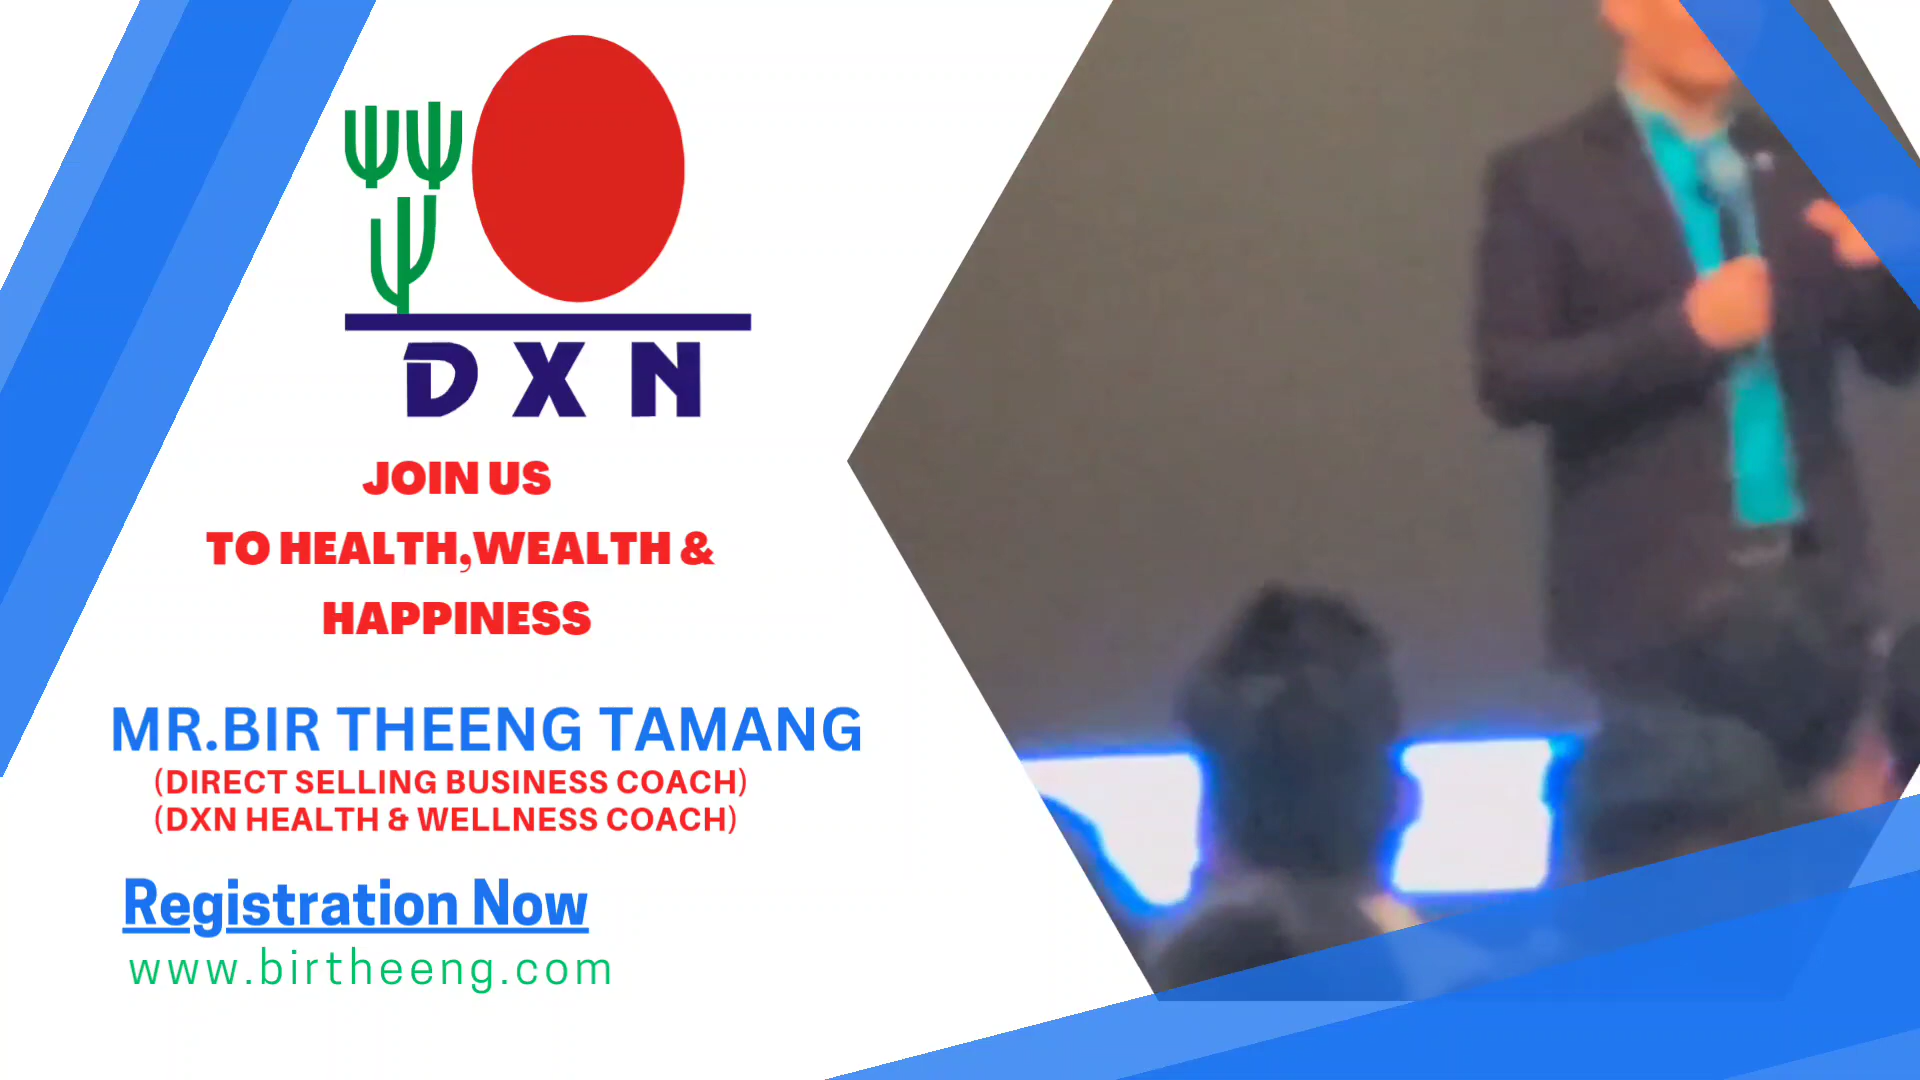 DXN
JOIN US
TO HEALTH,WEALTH &
HAPPINESS
MR.BIR THEENG TAMANG
(DIRECT SELLING BUSINESS COACH)
(DXN HEALTH & WELLNESS COACH)
Registration Now
www.birtheeng.com